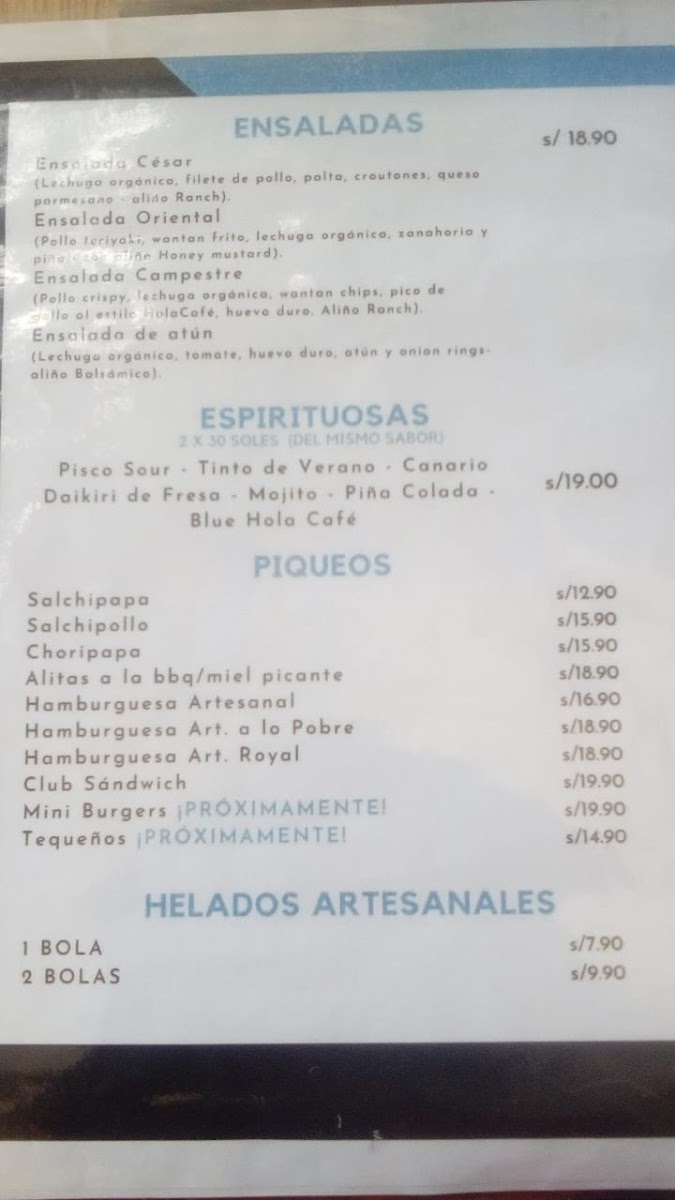 ENSALADAS
s/ 18.90
Ensalada César
(Lechuga orgánica, filete de pollo, palta, croutones, queso
parmesano - aliño Ranch).
Ensalada Oriental
(Pollo teriyaki, wantan frito, lechuga orgánica, zanahoria y
piña - con aliño Honey mustard).
Ensalada Campestre
(Pollo crispy, lechuga orgánica, wantan chips, pico de
gallo al estilo HolaCafé, huevo duro. Aliño Ranch).
Ensalada de atún
(Lechuga orgánica, tomate, huevo duro, atún y onion rings-
aliño Balsámico).
ESPIRITUOSAS
2 X 30 SOLES (DEL MISMO SABOR)
Pisco Sour - Tinto de Verano - Canario
Daikiri de Fresa - Mojito - Piña Colada - s/19.00
Blue Hola Café
PIQUEOS
Salchipapa s/12.90
Salchipollo s/15.90
Choripapa s/15.90
Alitas a la bbq/miel picante s/18.90
Hamburguesa Artesanal s/16.90
Hamburguesa Art. a lo Pobre s/18.90
Hamburguesa Art. Royal s/18.90
Club Sándwich s/19.90
Mini Burgers ¡PRÓXIMAMENTE! s/19.90
Tequeños ¡PRÓXIMAMENTE! s/14.90
HELADOS ARTESANALES
1 BOLA s/7.90
2 BOLAS s/9.90